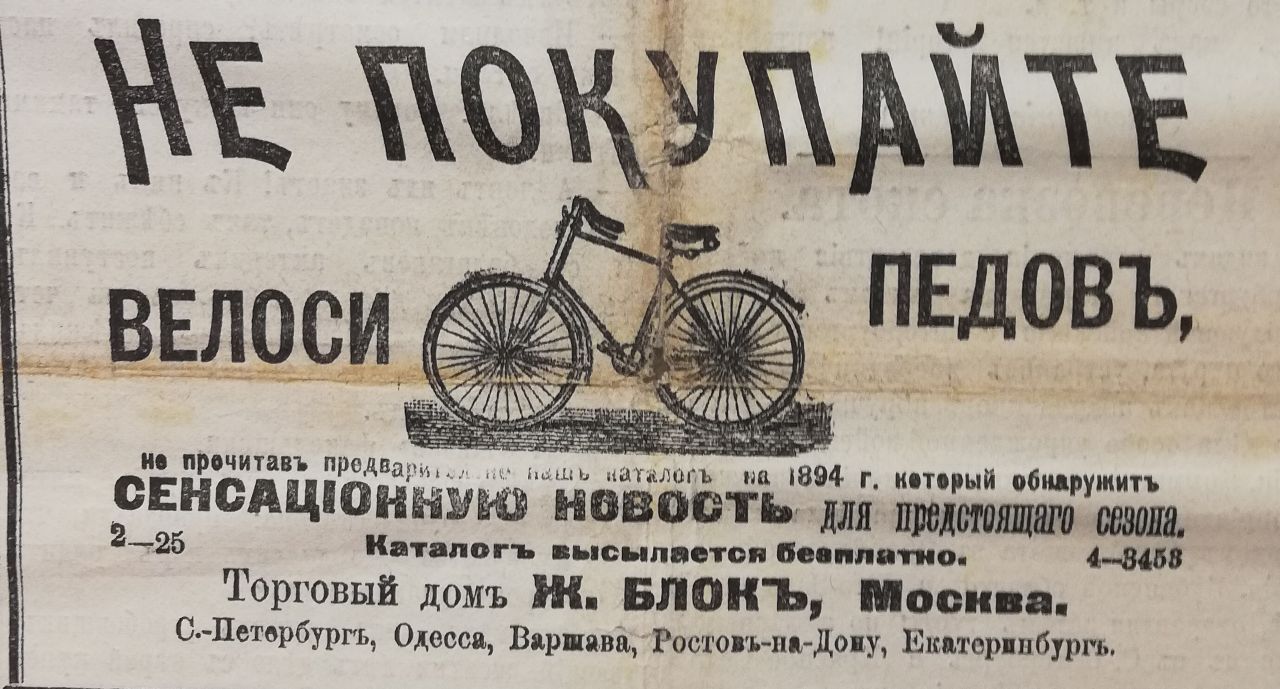 НЕ ПОКУПАЙТЕ
ВЕЛОСИ ПЕДОВЪ,
не прочитавъ предварительно нашъ каталогъ на 1894 г. который обнаружитъ
СЕНСАЦІОННУЮ НОВОСТЬ для предстоящаго сезона.
2—25 Каталогъ высылается безплатно. 4—3453
Торговый домъ Ж. БЛОКЪ, Москва.
С.-Петербургъ, Одесса, Варшава, Ростовъ-на-Дону, Екатеринбургъ.